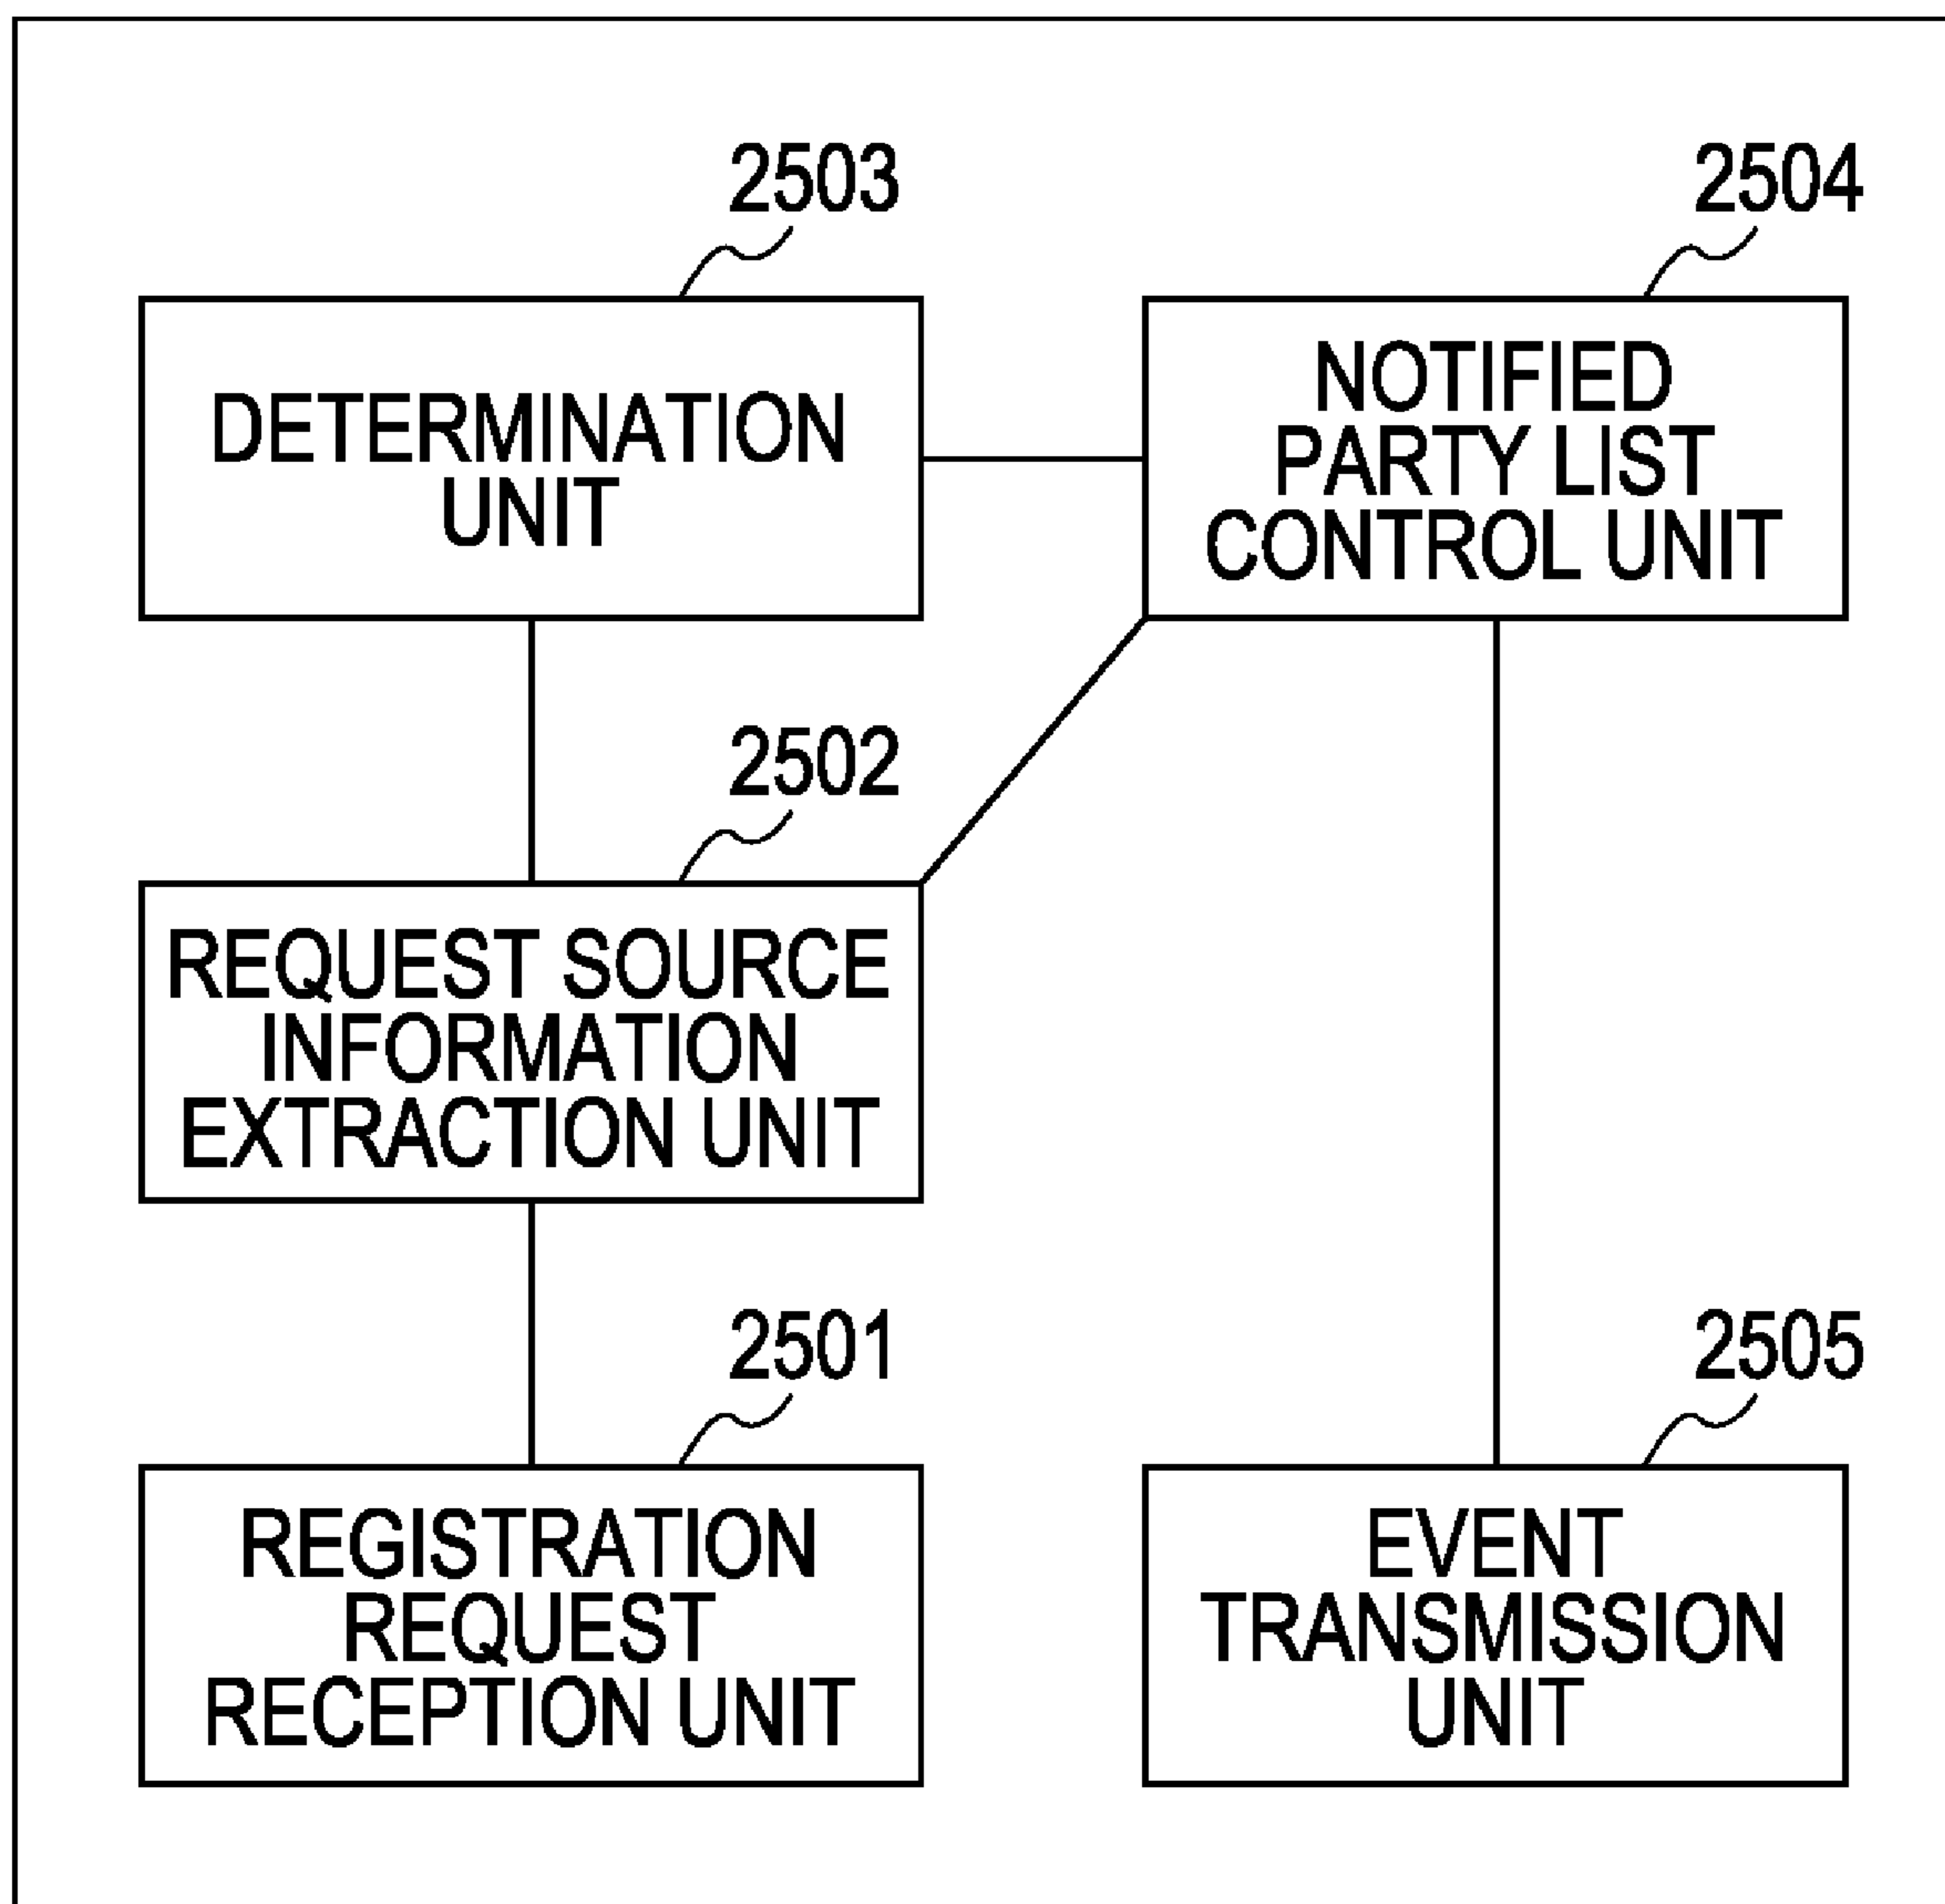 2503
2504
DETERMINATION
UNIT
NOTIFIED
PARTY LIST
CONTROL UNIT
2502
REQUEST SOURCE
INFORMATION
EXTRACTION UNIT
2501
2505
REGISTRATION
REQUEST
RECEPTION UNIT
EVENT
TRANSMISSION
UNIT